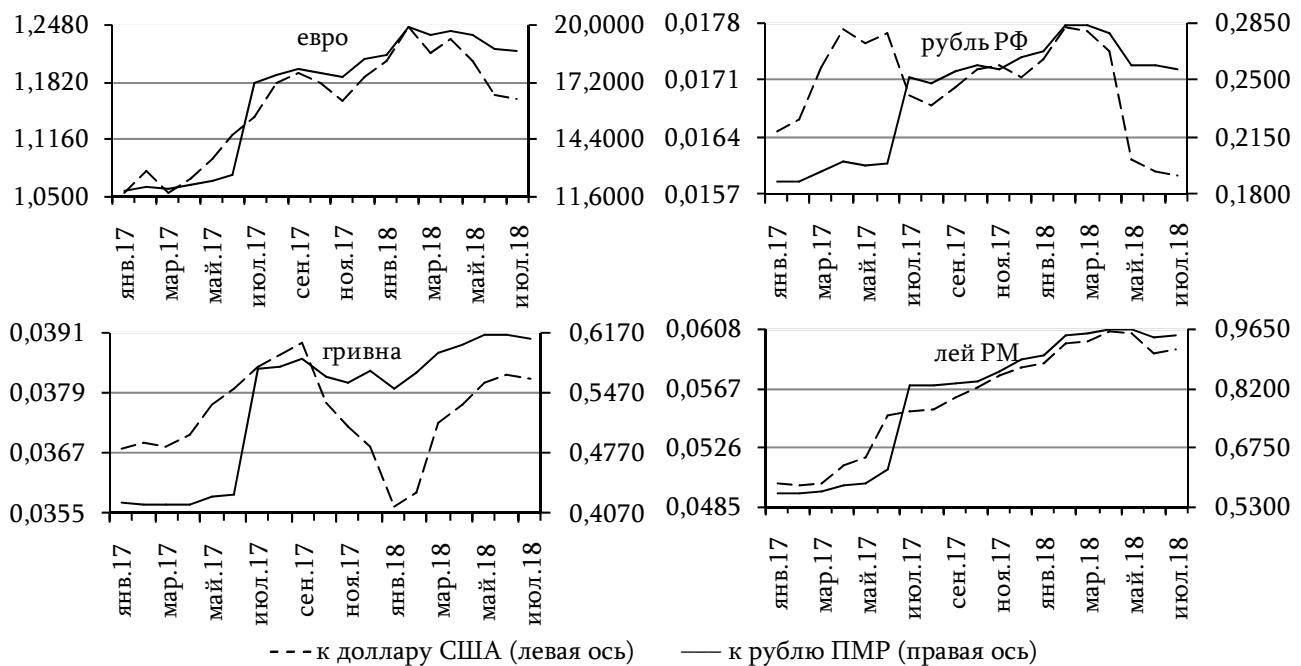 евро
1,2480 20,0000
1,1820 17,2000
1,1160 14,4000
1,0500 11,6000
янв.17 мар.17 май.17 июл.17 сен.17 ноя.17 янв.18 мар.18 май.18 июл.18
рубль РФ
0,0178 0,2850
0,0171 0,2500
0,0164 0,2150
0,0157 0,1800
янв.17 мар.17 май.17 июл.17 сен.17 ноя.17 янв.18 мар.18 май.18 июл.18
гривна
0,0391 0,6170
0,0379 0,5470
0,0367 0,4770
0,0355 0,4070
янв.17 мар.17 май.17 июл.17 сен.17 ноя.17 янв.18 мар.18 май.18 июл.18
лей РМ
0,0608 0,9650
0,0567 0,8200
0,0526 0,6750
0,0485 0,5300
янв.17 мар.17 май.17 июл.17 сен.17 ноя.17 янв.18 мар.18 май.18 июл.18
к доллару США (левая ось) к рублю ПМР (правая ось)